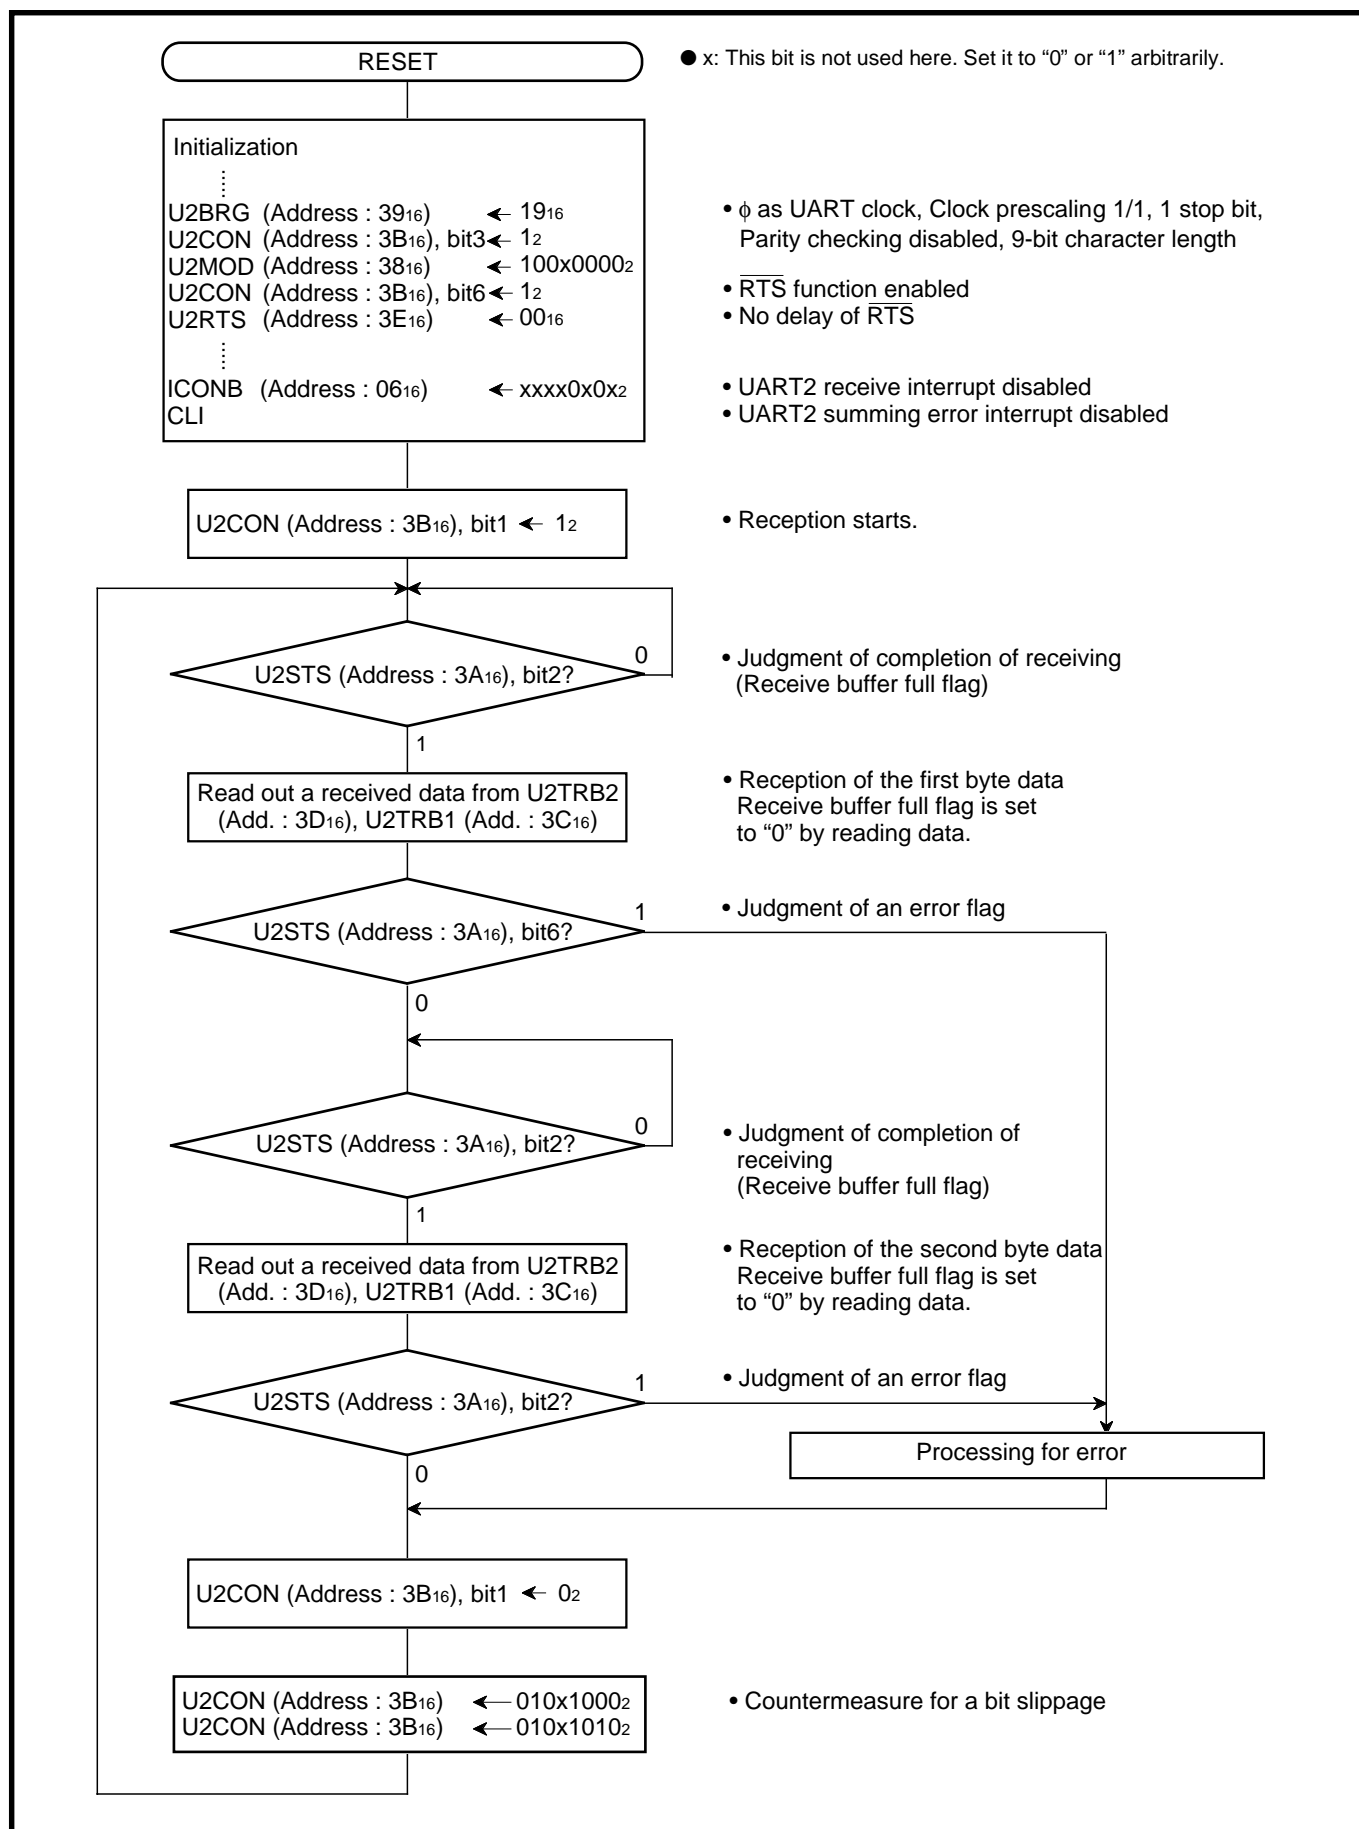 RESET
● x: This bit is not used here. Set it to “0” or “1” arbitrarily.
Initialization
U2BRG (Address : 39₁₆) ← 19₁₆
U2CON (Address : 3B₁₆), bit3 ← 1₂
U2MOD (Address : 38₁₆) ← 100x0000₂
U2CON (Address : 3B₁₆), bit6 ← 1₂
U2RTS (Address : 3E₁₆) ← 00₁₆
ICONB (Address : 06₁₆) ← xxxx0x0x₂
CLI
• ϕ as UART clock, Clock prescaling 1/1, 1 stop bit,
Parity checking disabled, 9-bit character length
• R̅T̅S̅ function enabled
• No delay of R̅T̅S̅
• UART2 receive interrupt disabled
• UART2 summing error interrupt disabled
U2CON (Address : 3B₁₆), bit1 ← 1₂
• Reception starts.
U2STS (Address : 3A₁₆), bit2?
0
1
• Judgment of completion of receiving
(Receive buffer full flag)
Read out a received data from U2TRB2
(Add. : 3D₁₆), U2TRB1 (Add. : 3C₁₆)
• Reception of the first byte data
Receive buffer full flag is set
to “0” by reading data.
U2STS (Address : 3A₁₆), bit6?
1
0
• Judgment of an error flag
U2STS (Address : 3A₁₆), bit2?
0
1
• Judgment of completion of
receiving
(Receive buffer full flag)
Read out a received data from U2TRB2
(Add. : 3D₁₆), U2TRB1 (Add. : 3C₁₆)
• Reception of the second byte data
Receive buffer full flag is set
to “0” by reading data.
U2STS (Address : 3A₁₆), bit2?
1
0
• Judgment of an error flag
Processing for error
U2CON (Address : 3B₁₆), bit1 ← 0₂
U2CON (Address : 3B₁₆) ← 010x1000₂
U2CON (Address : 3B₁₆) ← 010x1010₂
• Countermeasure for a bit slippage